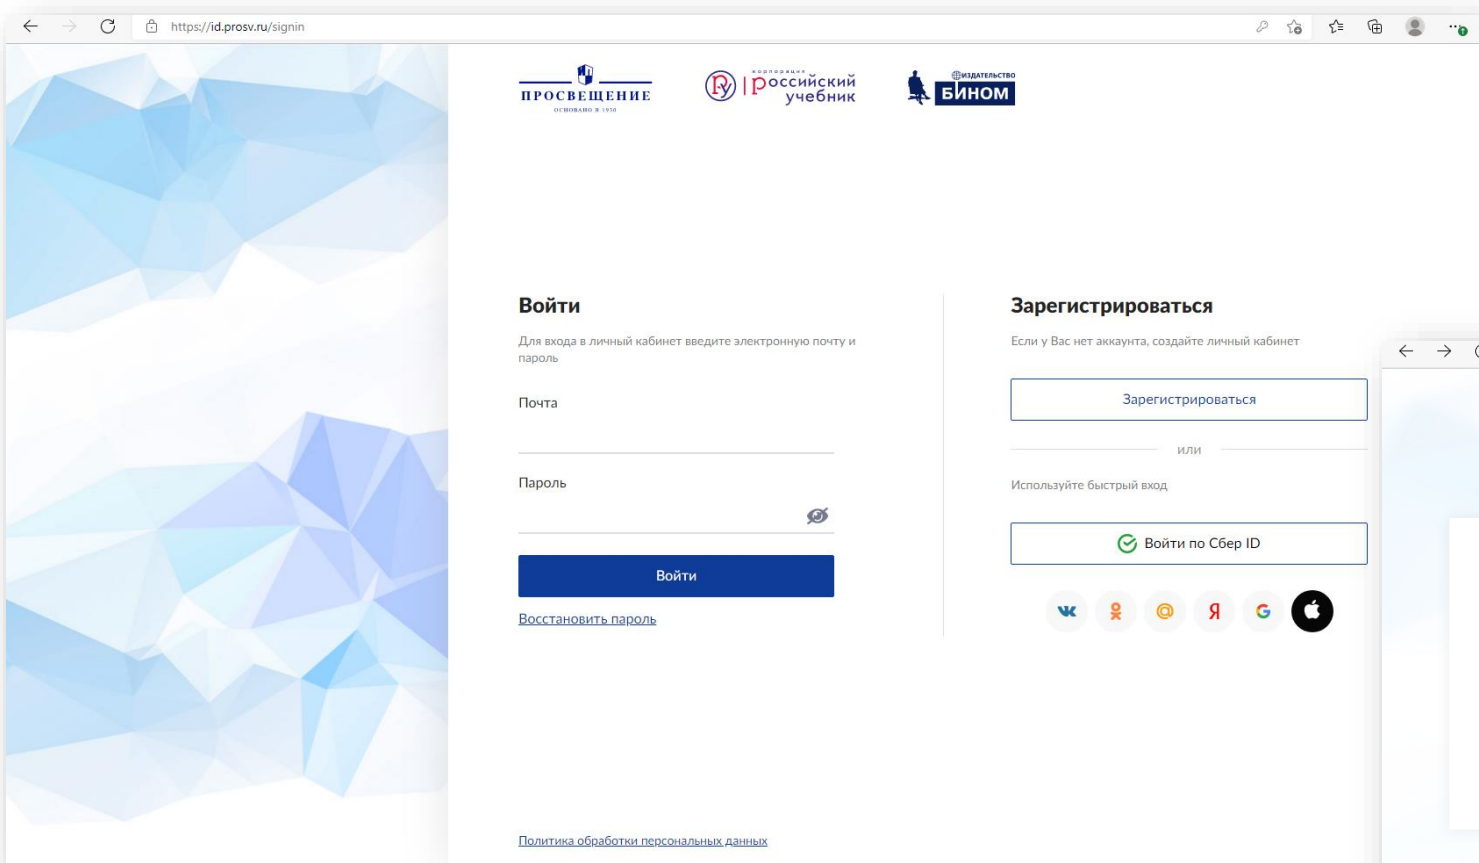 https://id.prosv.ru/signin
ПРОСВЕЩЕНИЕ
ОСНОВАНО В 1930
корпорация
российский
учебник
ИЗДАТЕЛЬСТВО
БИНОМ
Войти
Для входа в личный кабинет введите электронную почту и
пароль
Почта
Пароль
Войти
Восстановить пароль
Зарегистрироваться
Если у Вас нет аккаунта, создайте личный кабинет
Зарегистрироваться
или
Используйте быстрый вход
Войти по Сбер ID
Политика обработки персональных данных